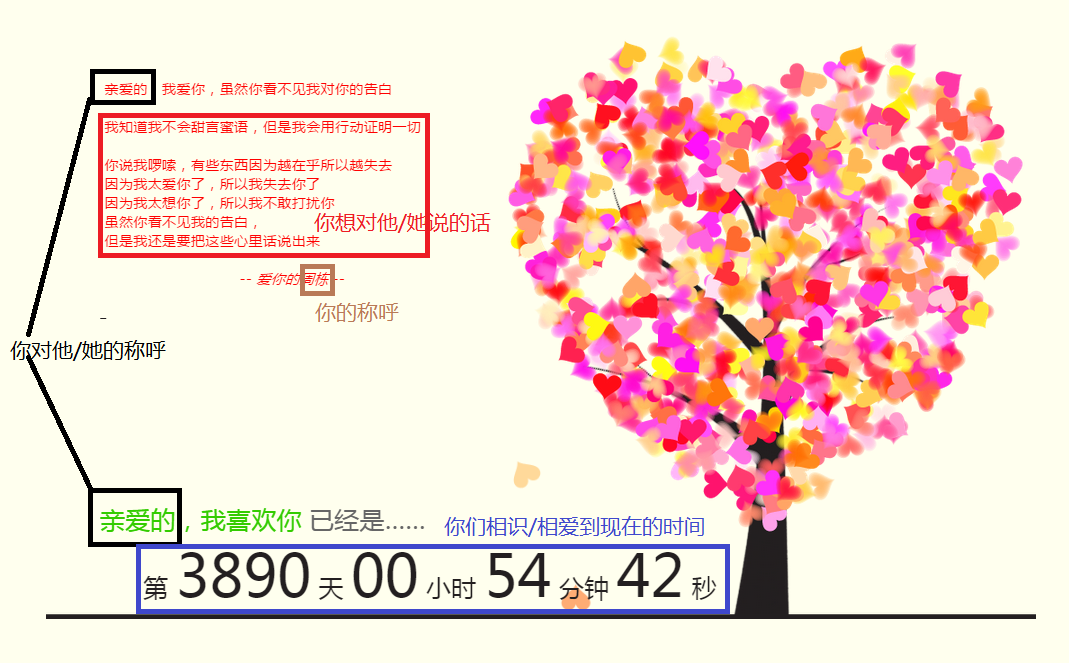 亲爱的 我爱你，虽然你看不见我对你的告白
我知道我不会甜言蜜语，但是我会用行动证明一切
你说我啰嗦，有些东西因为越在乎所以越失去
因为我太爱你了，所以我失去你了
因为我太想你了，所以我不敢打扰你
虽然你看不见我的告白，
你想对他/她说的话
但是我还是要把这些心里话说出来
-- 爱你的周栋--
你的称呼
-
你对他/她的称呼
亲爱的，我喜欢你 已经是……
你们相识/相爱到现在的时间
第 3890 天 00 小时 54 分钟 42 秒